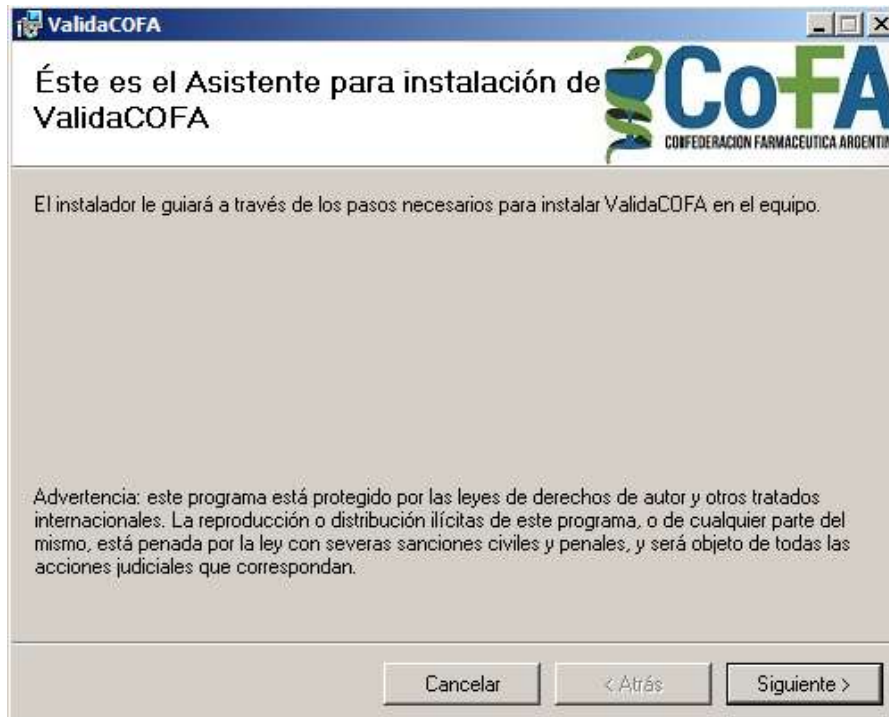 ValidaCOFA
Éste es el Asistente para instalación de
ValidaCOFA
CoFA
CONFEDERACION FARMACEUTICA ARGENTIN
El instalador le guiará a través de los pasos necesarios para instalar ValidaCOFA en el equipo.
Advertencia: este programa está protegido por las leyes de derechos de autor y otros tratados
internacionales. La reproducción o distribución ilícitas de este programa, o de cualquier parte del
mismo, está penada por la ley con severas sanciones civiles y penales, y será objeto de todas las
acciones judiciales que correspondan.
Cancelar
< Atrás
Siguiente >